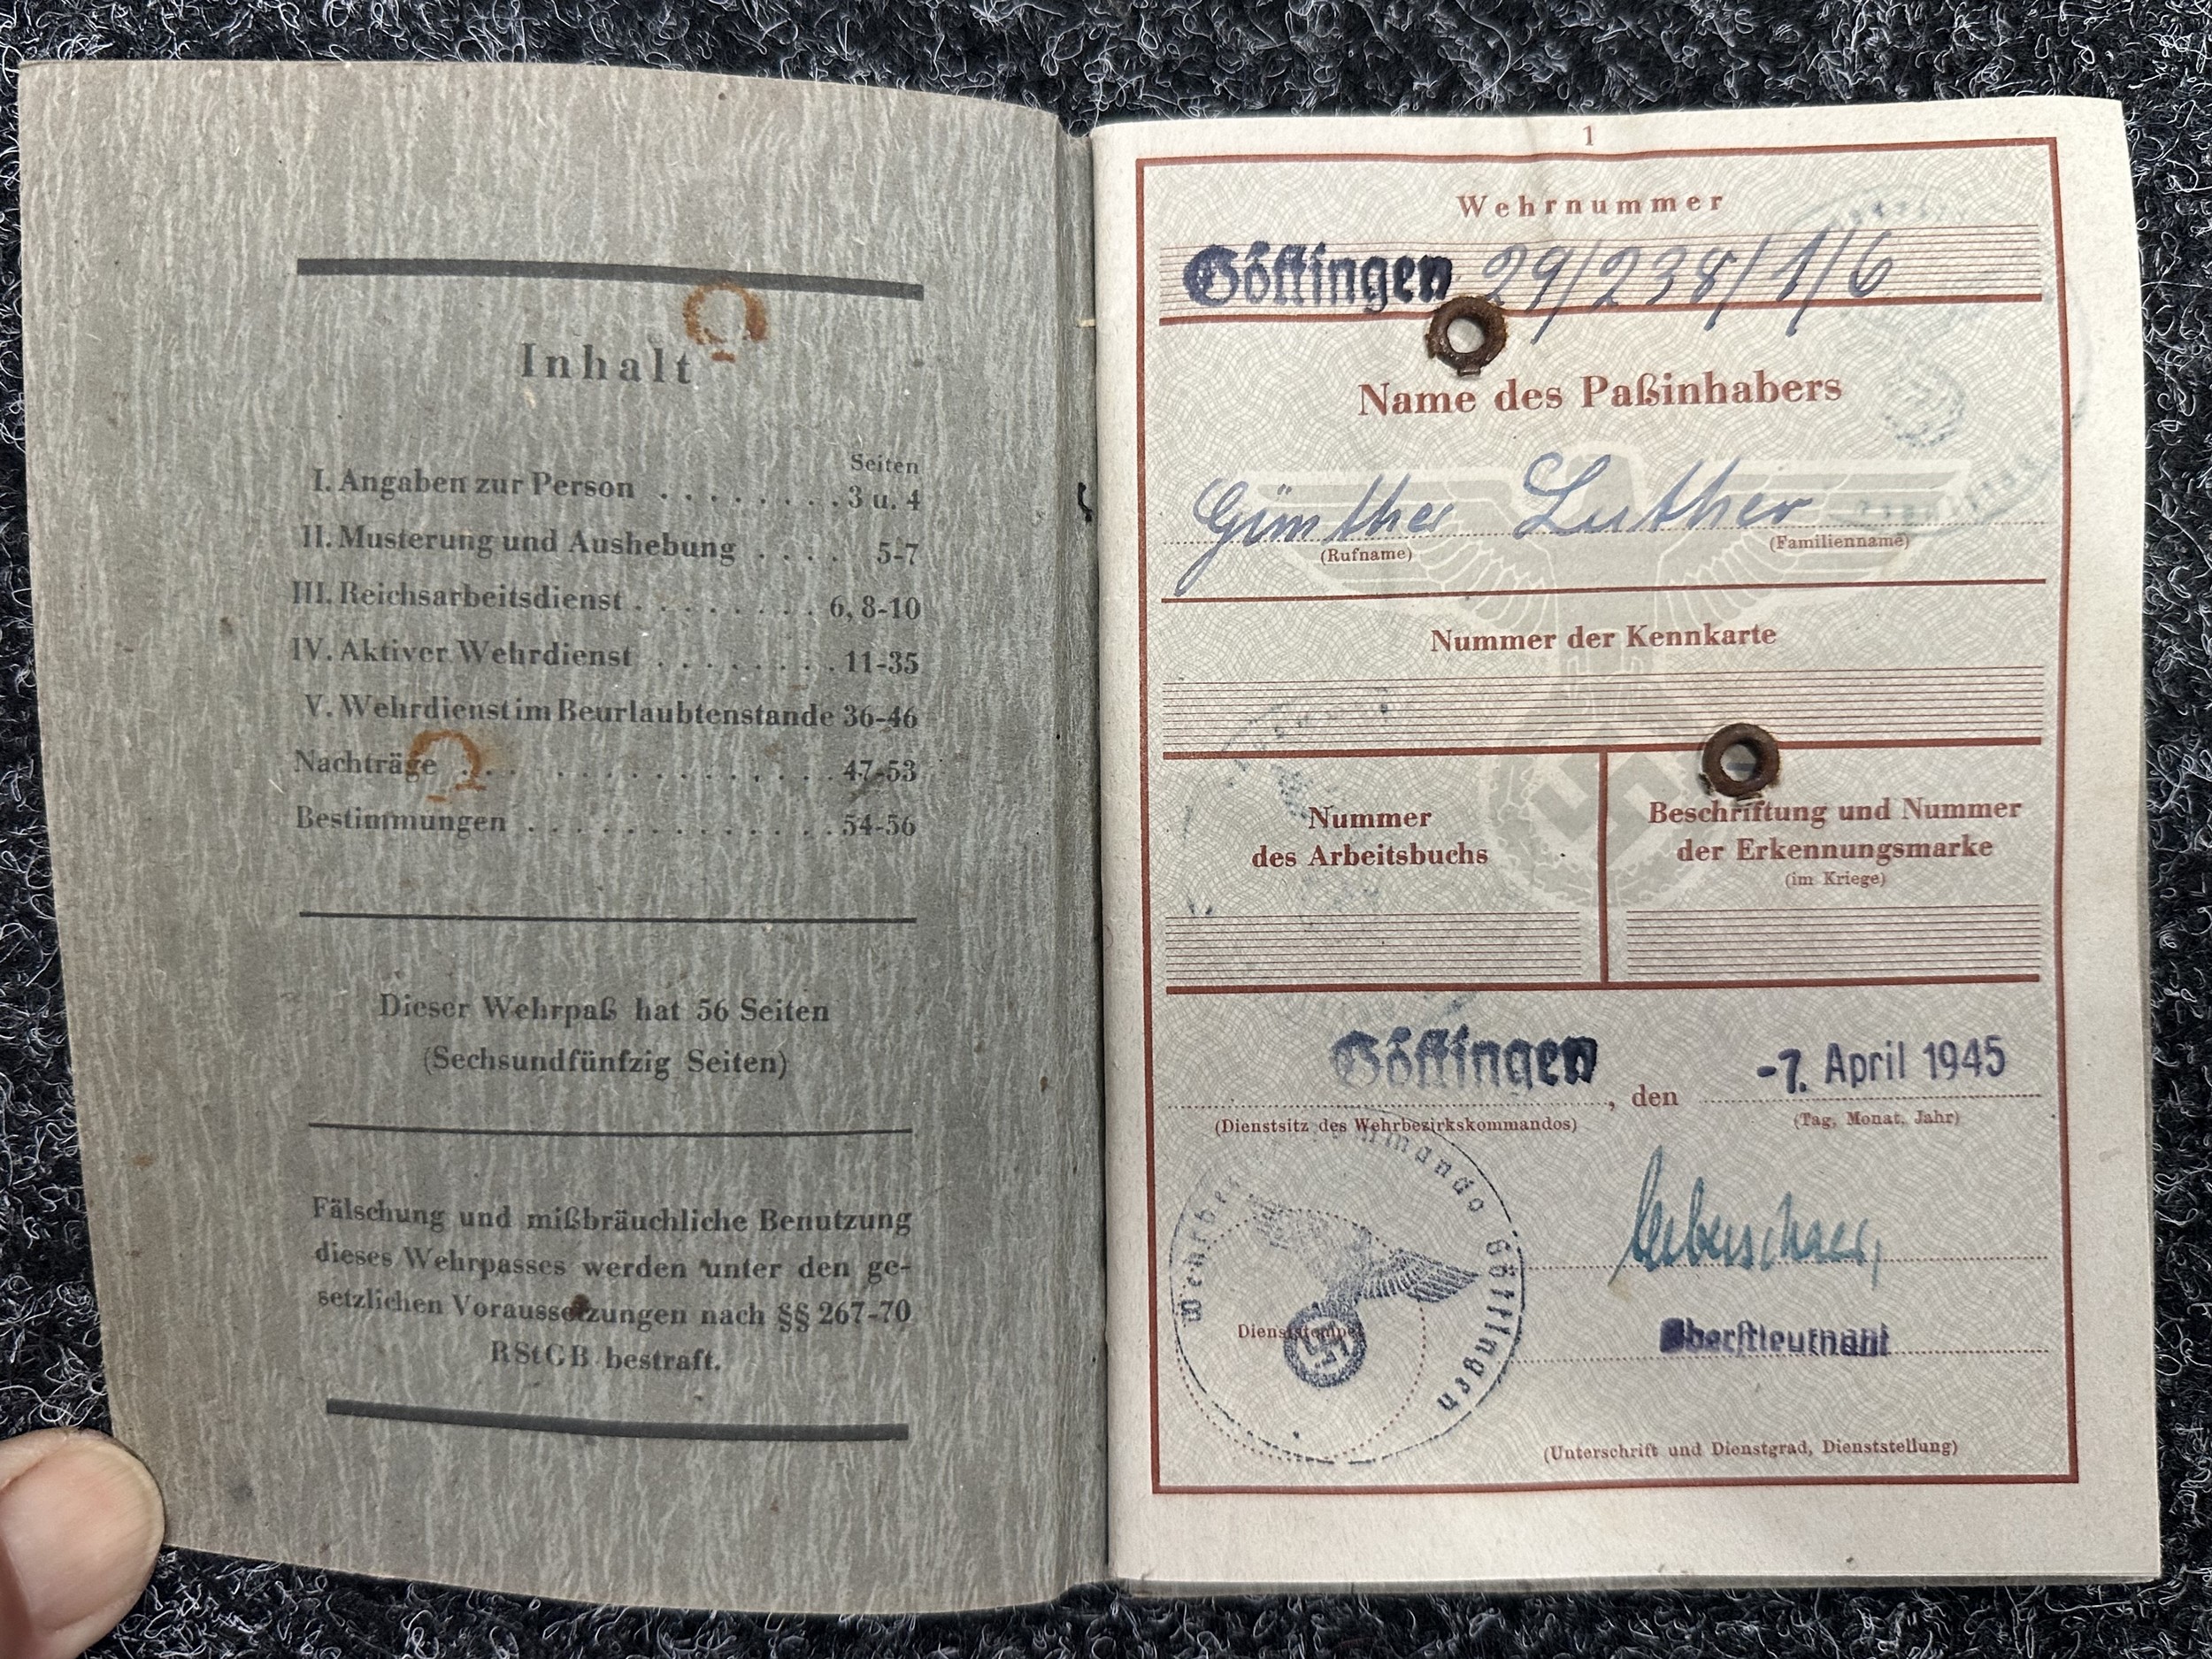 Inhalt
Seiten
I. Angaben zur Person . . . . . . . . 3 u. 4
II. Musterung und Aushebung . . . . 5-7
III. Reichsarbeitsdienst . . . . . . . . 6, 8-10
IV. Aktiver Wehrdienst . . . . . . . . 11-35
V. Wehrdienst im Beurlaubtenstande 36-46
Nachträge . . . . . . . . . . . . . . . 47-53
Bestimmungen . . . . . . . . . . . . . 54-56
Dieser Wehrpaß hat 56 Seiten
(Sechsundfünfzig Seiten)
Fälschung und mißbräuchliche Benutzung
dieses Wehrpasses werden unter den ge-
setzlichen Voraussetzungen nach §§ 267-70
RStGB bestraft.
1
Wehrnummer
Göttingen 29/238/1/6
Name des Paßinhabers
Günther Luther
(Rufname) (Familienname)
Nummer der Kennkarte
Nummer
des Arbeitsbuchs
Beschriftung und Nummer
der Erkennungsmarke
(im Kriege)
Göttingen, den -7. April 1945
(Dienstsitz des Wehrbezirkskommandos) (Tag, Monat, Jahr)
Göttingen
Dienststempel
Oberstleutnant
(Unterschrift und Dienstgrad, Dienststellung)